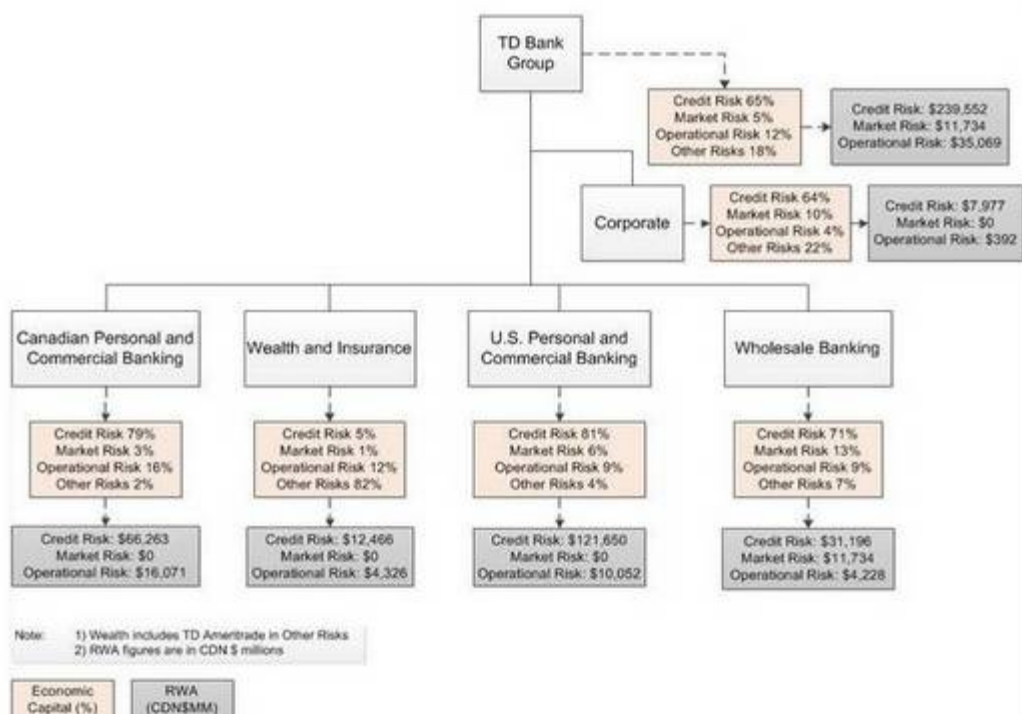 TD Bank
Group
Credit Risk 65%
Market Risk 5%
Operational Risk 12%
Other Risks 18%
Credit Risk: $239,552
Market Risk: $11,734
Operational Risk: $35,069
Corporate
Credit Risk 64%
Market Risk 10%
Operational Risk 4%
Other Risks 22%
Credit Risk: $7,977
Market Risk: $0
Operational Risk: $392
Canadian Personal and
Commercial Banking
Credit Risk 79%
Market Risk 3%
Operational Risk 16%
Other Risks 2%
Credit Risk: $66,263
Market Risk: $0
Operational Risk: $16,071
Wealth and Insurance
Credit Risk 5%
Market Risk 1%
Operational Risk 12%
Other Risks 82%
Credit Risk: $12,466
Market Risk: $0
Operational Risk: $4,326
U.S. Personal and
Commercial Banking
Credit Risk 81%
Market Risk 6%
Operational Risk 9%
Other Risks 4%
Credit Risk: $121,650
Market Risk: $0
Operational Risk: $10,052
Wholesale Banking
Credit Risk 71%
Market Risk 13%
Operational Risk 9%
Other Risks 7%
Credit Risk: $31,196
Market Risk: $11,734
Operational Risk: $4,228
Note: 1) Wealth includes TD Ameritrade in Other Risks
2) RWA figures are in CDN $ millions
Economic
Capital (%)
RWA
(CDN$MM)